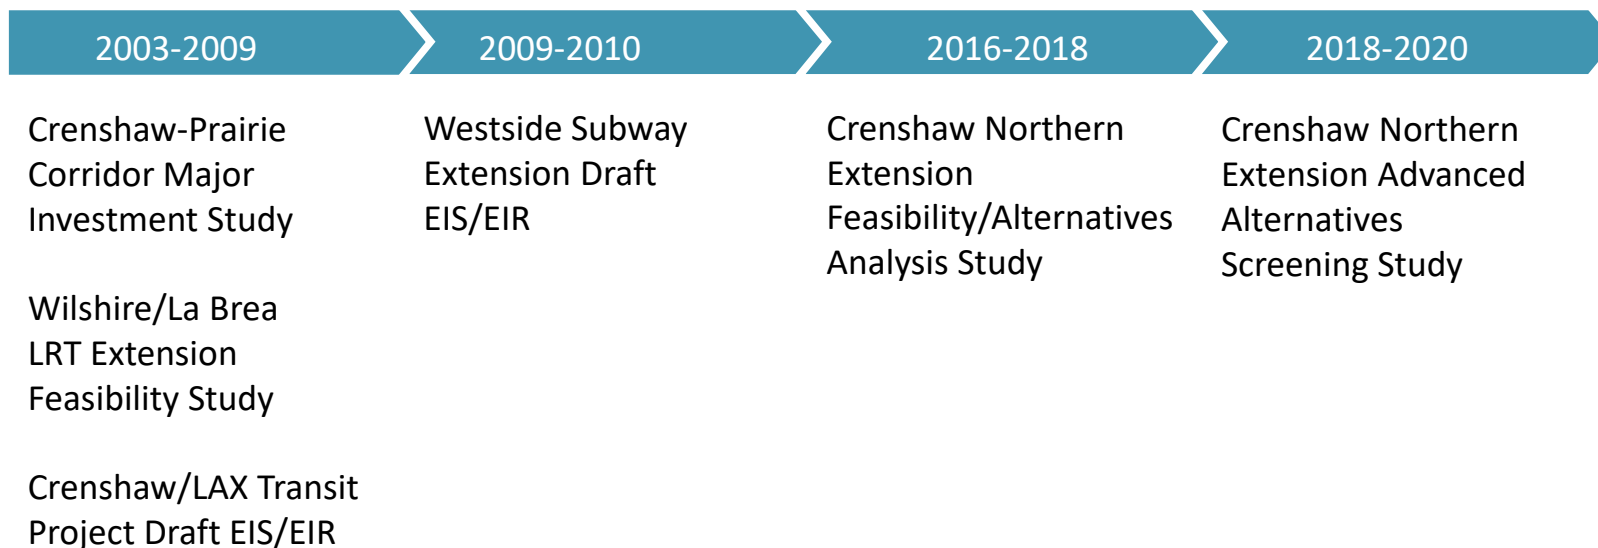 2003-2009
Crenshaw-Prairie
Corridor Major
Investment Study
Wilshire/La Brea
LRT Extension
Feasibility Study
Crenshaw/LAX Transit
Project Draft EIS/EIR
2009-2010
Westside Subway
Extension Draft
EIS/EIR
2016-2018
Crenshaw Northern
Extension
Feasibility/Alternatives
Analysis Study
2018-2020
Crenshaw Northern
Extension Advanced
Alternatives
Screening Study